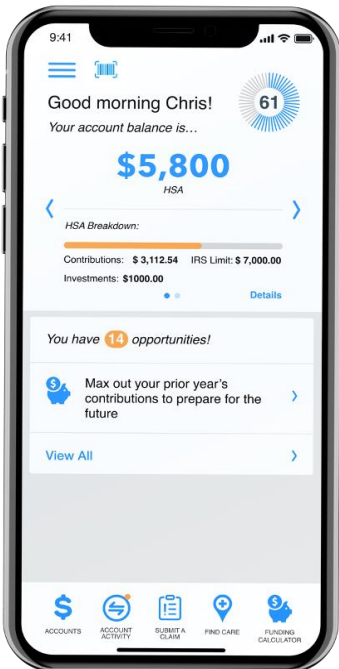 9:41
61
Good morning Chris!
Your account balance is...
$5,800
HSA
HSA Breakdown:
Contributions: $ 3,112.54 IRS Limit: $ 7,000.00
Investments: $1000.00
Details
You have 14 opportunities!
$
Max out your prior year's
contributions to prepare for the
future
View All
$
$
ACCOUNTS
ACCOUNT
ACTIVITY
SUBMIT A
CLAIM
FIND CARE
FUNDING
CALCULATOR